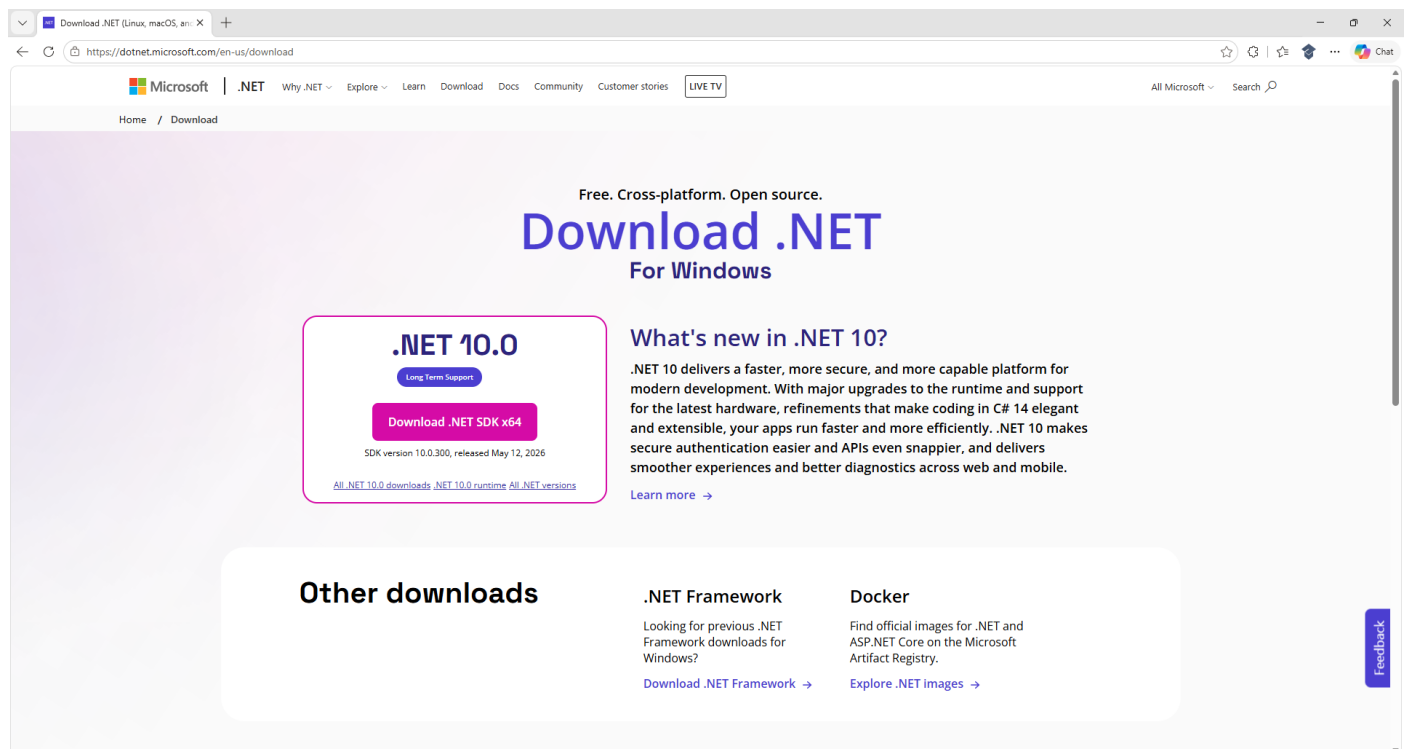 Download .NET (Linux, macOS, an
https://dotnet.microsoft.com/en-us/download
Chat
Microsoft .NET Why .NET Explore Learn Download Docs Community Customer stories LIVE TV All Microsoft Search
Home / Download
Free. Cross-platform. Open source.
Download .NET
For Windows
.NET 10.0
Long Term Support
Download .NET SDK x64
SDK version 10.0.300, released May 12, 2026
All .NET 10.0 downloads .NET 10.0 runtime All .NET versions
What's new in .NET 10?
.NET 10 delivers a faster, more secure, and more capable platform for
modern development. With major upgrades to the runtime and support
for the latest hardware, refinements that make coding in C# 14 elegant
and extensible, your apps run faster and more efficiently. .NET 10 makes
secure authentication easier and APIs even snappier, and delivers
smoother experiences and better diagnostics across web and mobile.
Learn more →
Other downloads
.NET Framework
Looking for previous .NET
Framework downloads for
Windows?
Download .NET Framework →
Docker
Find official images for .NET and
ASP.NET Core on the Microsoft
Artifact Registry.
Explore .NET images →
Feedback